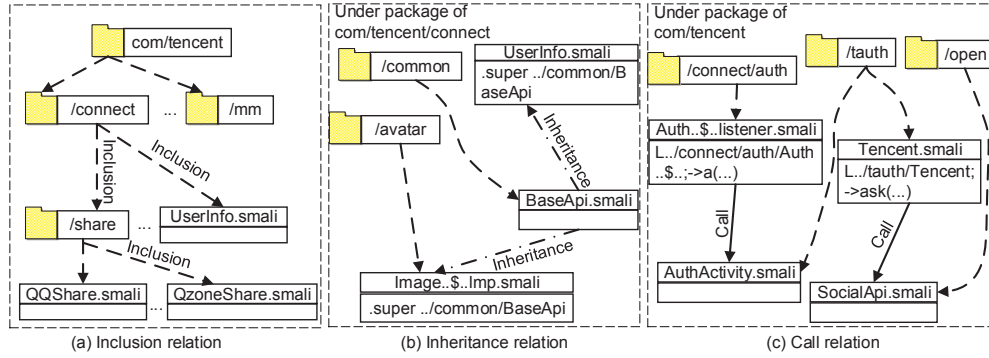 com/tencent
/connect
...
/mm
Inclusion
Inclusion
/share
...
UserInfo.smali
Inclusion
QQShare.smali
...
QzoneShare.smali
(a) Inclusion relation
Under package of
com/tencent/connect
/common
UserInfo.smali
.super ../common/B
aseApi
/avatar
Inheritance
BaseApi.smali
Inheritance
Image..$..Imp.smali
.super ../common/BaseApi
(b) Inheritance relation
Under package of
com/tencent
/tauth
/open
/connect/auth
Auth..$..listener.smali
L../connect/auth/Auth
..$..;->a(...)
Tencent.smali
L../tauth/Tencent;
->ask(...)
Call
Call
AuthActivity.smali
SocialApi.smali
(c) Call relation